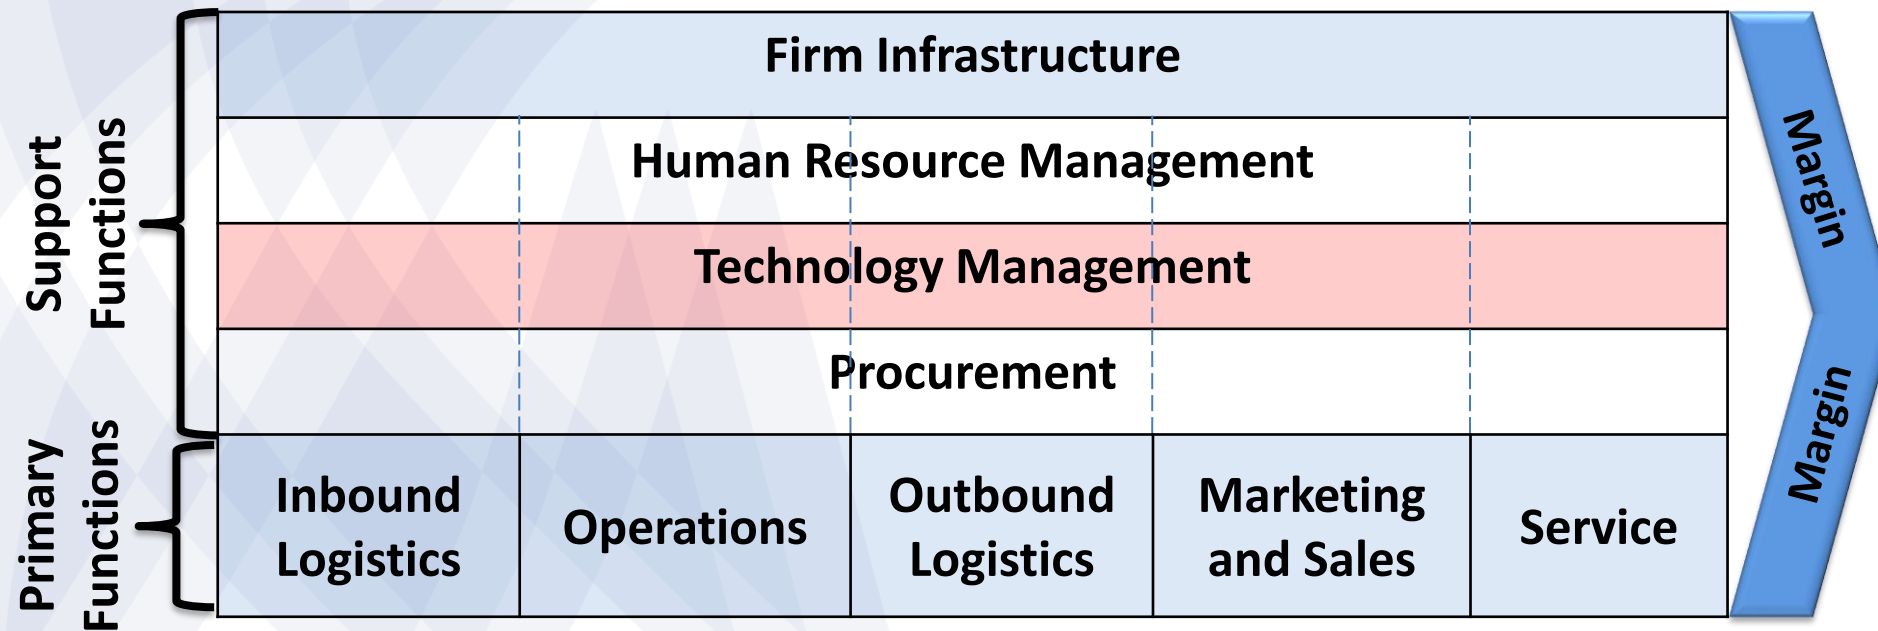 Support
Functions
Firm Infrastructure
Human Resource Management
Technology Management
Procurement
Primary
Functions
Inbound
Logistics
Operations
Outbound
Logistics
Marketing
and Sales
Service
Margin
Margin